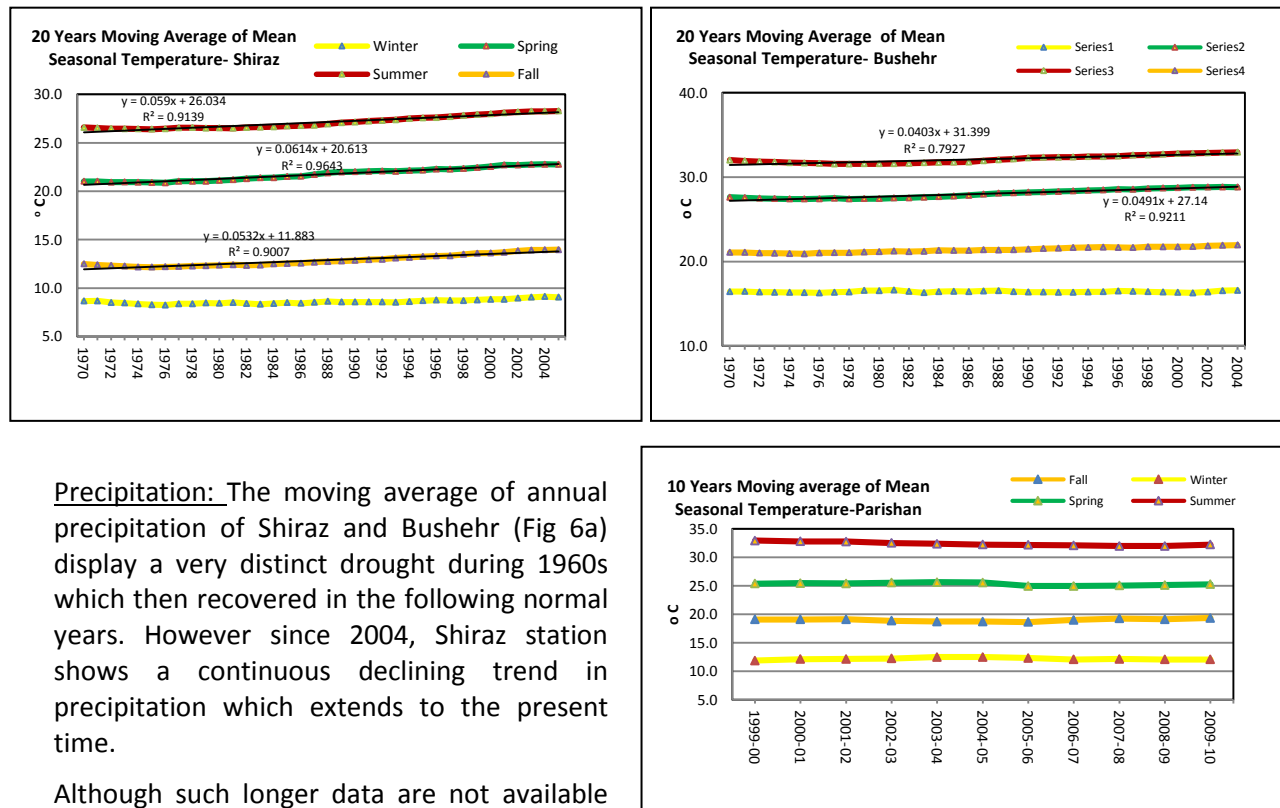 20 Years Moving Average of Mean
Seasonal Temperature- Shiraz
Winter
Spring
Summer
Fall
o C
30.0
25.0
20.0
15.0
10.0
5.0
y = 0.059x + 26.034
R² = 0.9139
y = 0.0614x + 20.613
R² = 0.9643
y = 0.0532x + 11.883
R² = 0.9007
1970
1972
1974
1976
1978
1980
1982
1984
1986
1988
1990
1992
1994
1996
1998
2000
2002
2004
20 Years Moving Average of Mean
Seasonal Temperature- Bushehr
Series1
Series2
Series3
Series4
o C
40.0
30.0
20.0
10.0
y = 0.0403x + 31.399
R² = 0.7927
y = 0.0491x + 27.14
R² = 0.9211
1970
1972
1974
1976
1978
1980
1982
1984
1986
1988
1990
1992
1994
1996
1998
2000
2002
2004
Precipitation: The moving average of annual
precipitation of Shiraz and Bushehr (Fig 6a)
display a very distinct drought during 1960s
which then recovered in the following normal
years. However since 2004, Shiraz station
shows a continuous declining trend in
precipitation which extends to the present
time.
Although such longer data are not available
10 Years Moving average of Mean
Seasonal Temperature-Parishan
Fall
Winter
Spring
Summer
o C
35.0
30.0
25.0
20.0
15.0
10.0
5.0
1999-00
2000-01
2001-02
2002-03
2003-04
2004-05
2005-06
2006-07
2007-08
2008-09
2009-10